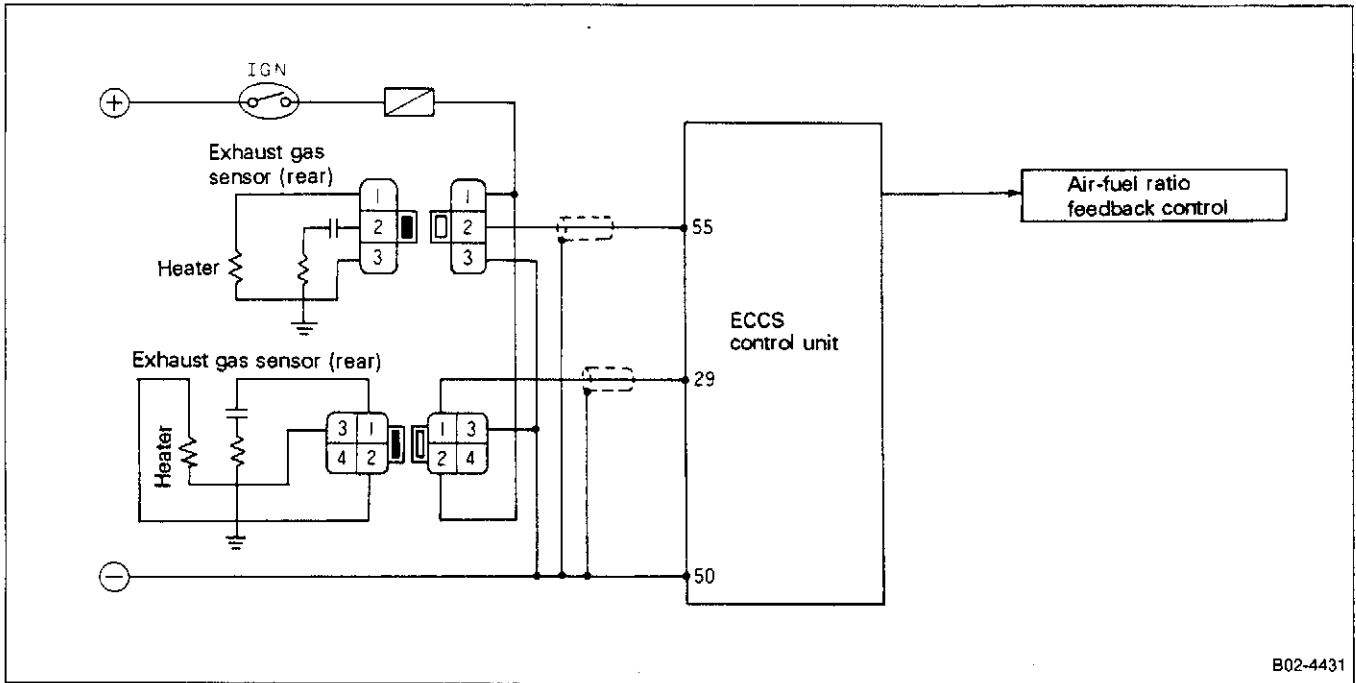 IGN
+
Exhaust gas
sensor (rear)
1
2
3
1
2
3
Heater
55
Air-fuel ratio
feedback control
ECCS
control unit
Exhaust gas sensor (rear)
Heater
3 1
4 2
1 3
2 4
29
−
50
B02-4431